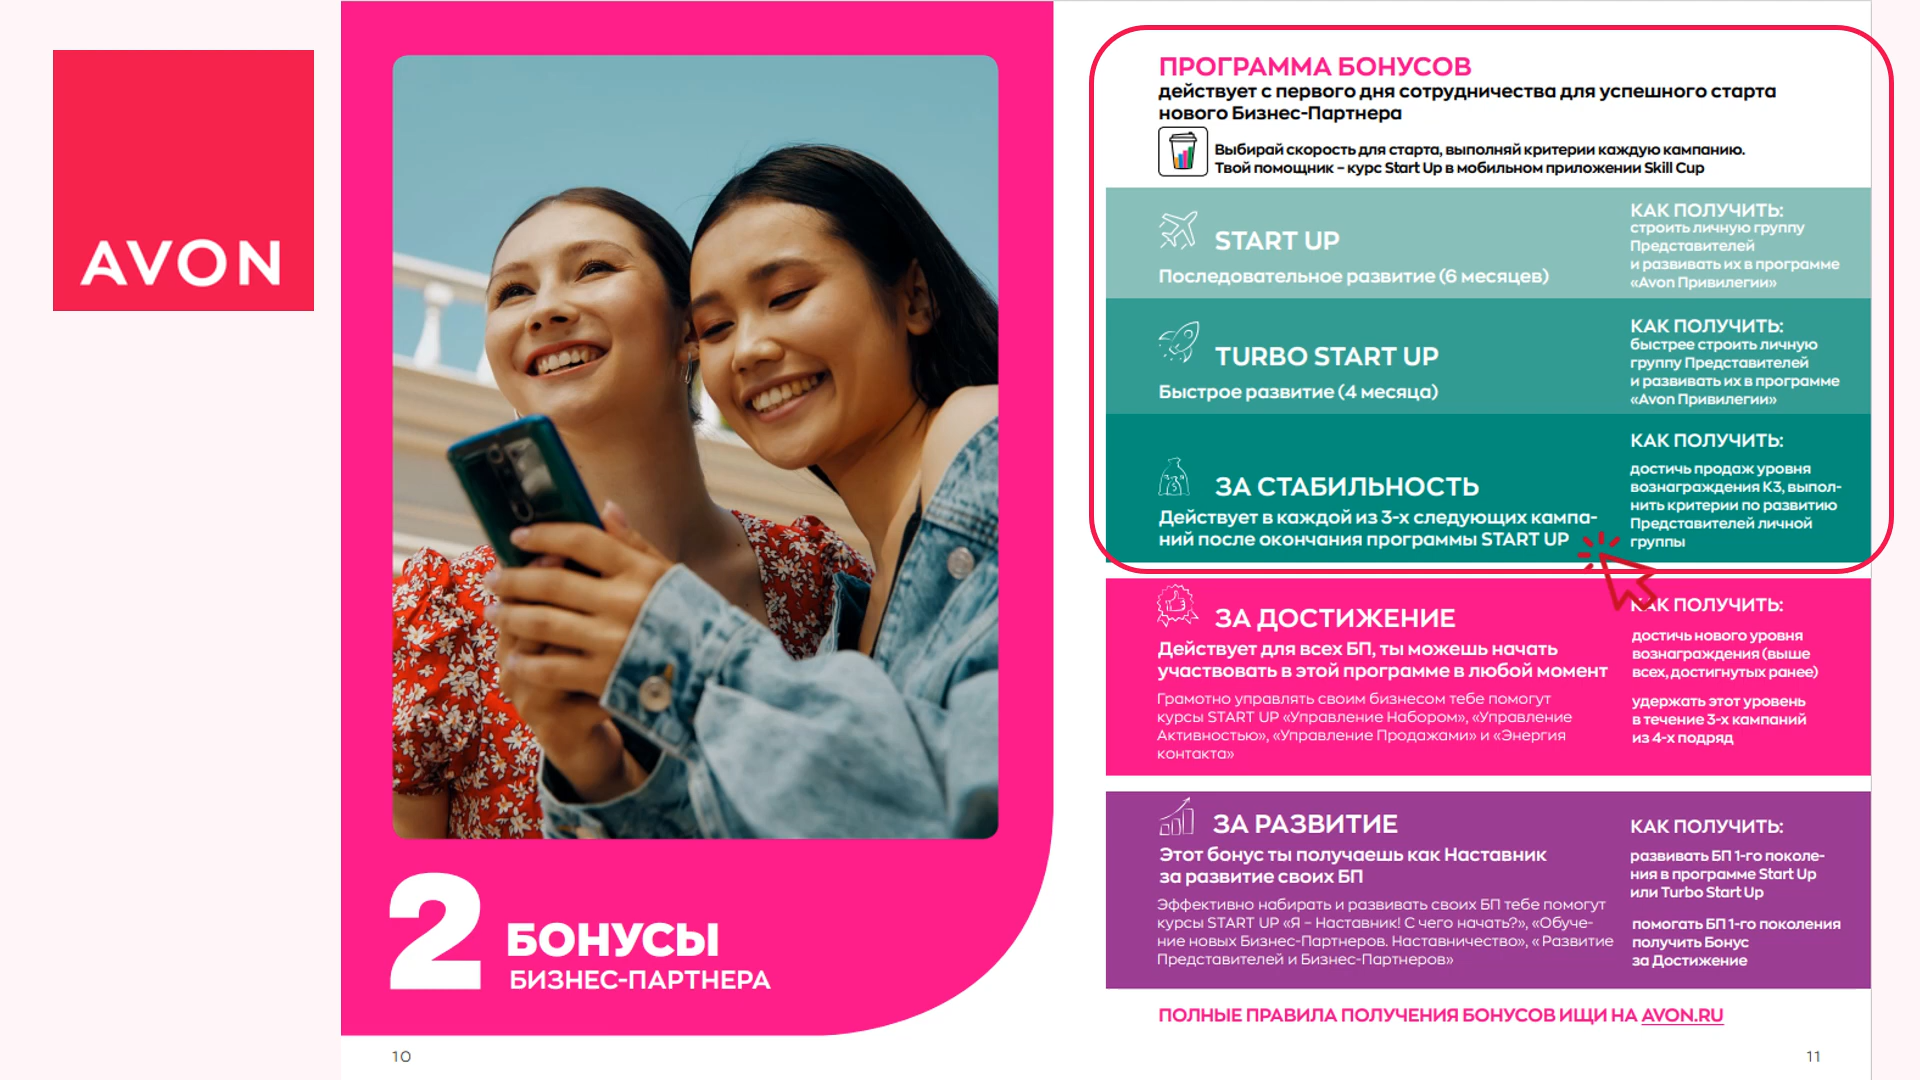 AVON
2
БОНУСЫ
БИЗНЕС-ПАРТНЕРА
10
ПРОГРАММА БОНУСОВ
действует с первого дня сотрудничества для успешного старта
нового Бизнес-Партнера
Выбирай скорость для старта, выполняй критерии каждую кампанию.
Твой помощник – курс Start Up в мобильном приложении Skill Cup
START UP
Последовательное развитие (6 месяцев)
КАК ПОЛУЧИТЬ:
строить личную группу
Представителей
и развивать их в программе
«Avon Привилегии»
TURBO START UP
Быстрое развитие (4 месяца)
КАК ПОЛУЧИТЬ:
быстрее строить личную
группу Представителей
и развивать их в программе
«Avon Привилегии»
ЗА СТАБИЛЬНОСТЬ
Действует в каждой из 3-х следующих кампа-
ний после окончания программы START UP
КАК ПОЛУЧИТЬ:
достичь продаж уровня
вознаграждения К3, выпол-
нить критерии по развитию
Представителей личной
группы
ЗА ДОСТИЖЕНИЕ
Действует для всех БП, ты можешь начать
участвовать в этой программе в любой момент
Грамотно управлять своим бизнесом тебе помогут
курсы START UP «Управление Набором», «Управление
Активностью», «Управление Продажами» и «Энергия
контакта»
КАК ПОЛУЧИТЬ:
достичь нового уровня
вознаграждения (выше
всех, достигнутых ранее)
удержать этот уровень
в течение 3-х кампаний
из 4-х подряд
ЗА РАЗВИТИЕ
Этот бонус ты получаешь как Наставник
за развитие своих БП
Эффективно набирать и развивать своих БП тебе помогут
курсы START UP «Я – Наставник! С чего начать?», «Обуче-
ние новых Бизнес-Партнеров. Наставничество», « Развитие
Представителей и Бизнес-Партнеров»
КАК ПОЛУЧИТЬ:
развивать БП 1-го поколе-
ния в программе Start Up
или Turbo Start Up
помогать БП 1-го поколения
получить Бонус
за Достижение
ПОЛНЫЕ ПРАВИЛА ПОЛУЧЕНИЯ БОНУСОВ ИЩИ НА AVON.RU
11